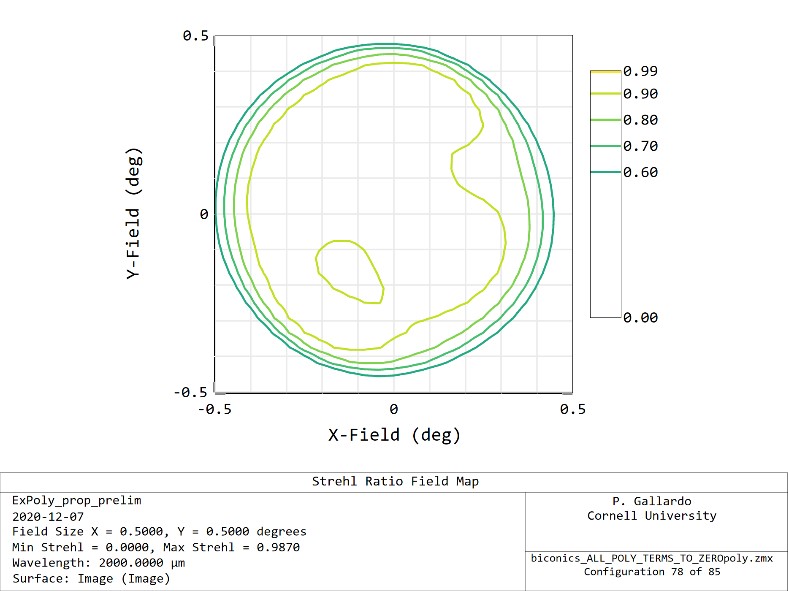 0.5
0
-0.5
Y-Field (deg)
-0.5 0 0.5
X-Field (deg)
0.99
0.90
0.80
0.70
0.60
0.00
Strehl Ratio Field Map
ExPoly_prop_prelim
2020-12-07
Field Size X = 0.5000, Y = 0.5000 degrees
Min Strehl = 0.0000, Max Strehl = 0.9870
Wavelength: 2000.0000 µm
Surface: Image (Image)
P. Gallardo
Cornell University
biconics_ALL_POLY_TERMS_TO_ZEROpoly.zmx
Configuration 78 of 85